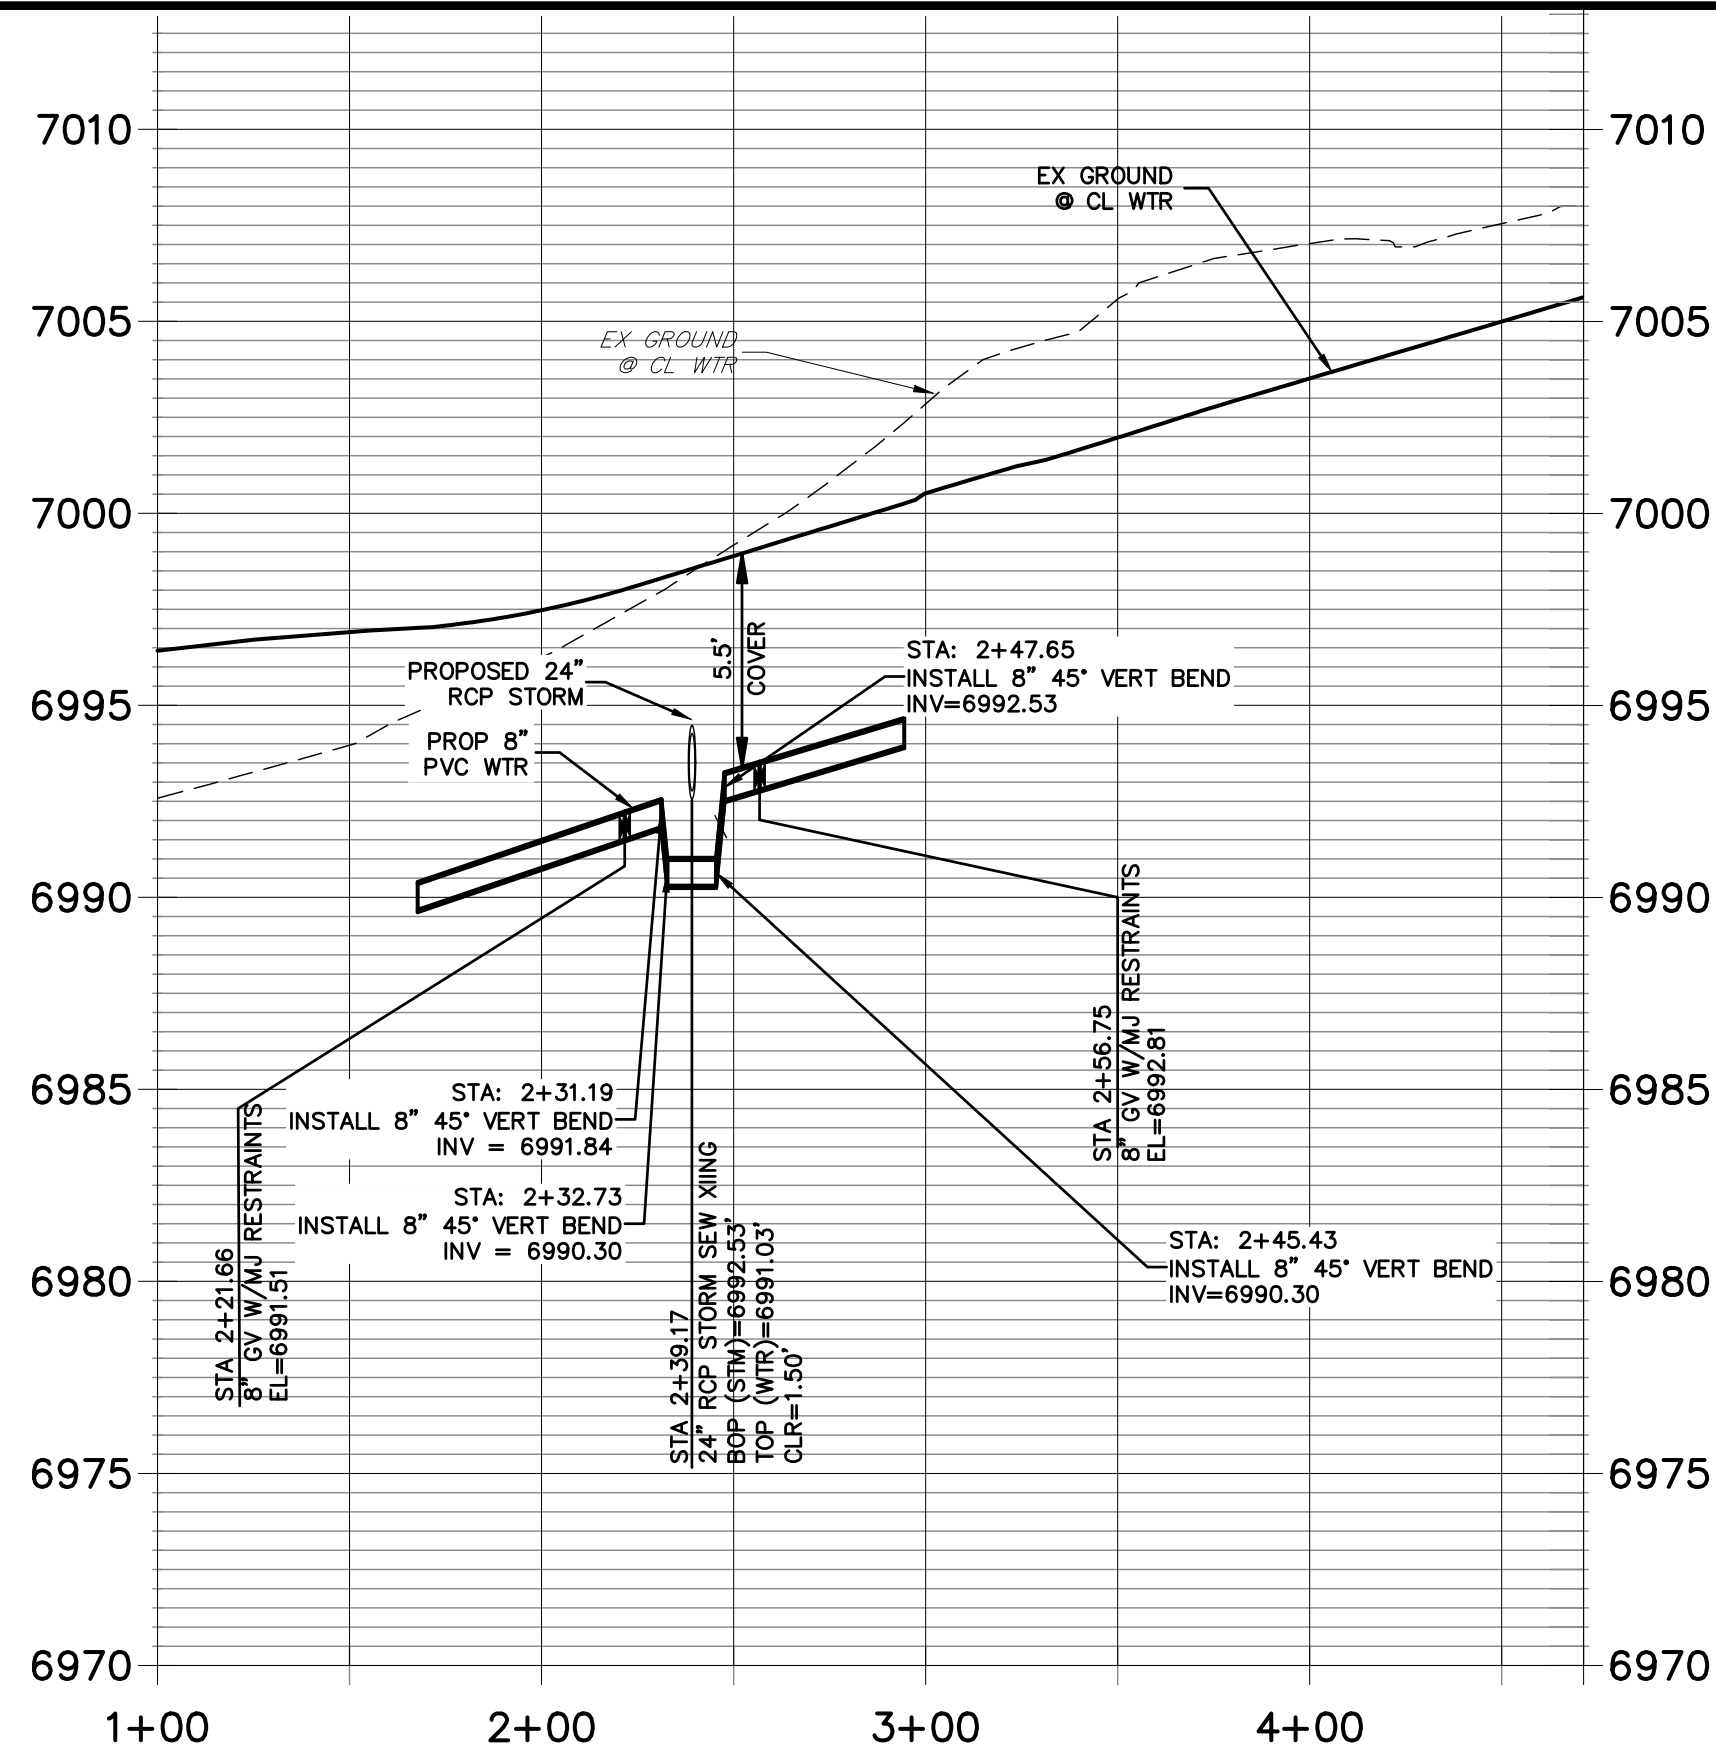 7010
7010
EX GROUND
@ CL WTR
7005
7005
EX GROUND
@ CL WTR
7000
7000
5.5'
COVER
STA: 2+47.65
INSTALL 8" 45° VERT BEND
INV=6992.53
PROPOSED 24"
RCP STORM
6995
6995
PROP 8"
PVC WTR
6990
6990
STA 2+56.75
8" GV W/MJ RESTRAINTS
EL=6992.81
6985
6985
STA: 2+31.19
INSTALL 8" 45° VERT BEND
INV = 6991.84
STA: 2+32.73
INSTALL 8" 45° VERT BEND
INV = 6990.30
STA 2+21.66
8" GV W/MJ RESTRAINTS
EL=6991.51
STA 2+39.17
24" RCP STORM SEW XIING
BOP (STM)=6992.53'
TOP (WTR)=6991.03'
CLR=1.50'
STA: 2+45.43
INSTALL 8" 45° VERT BEND
INV=6990.30
6980
6980
6975
6975
6970
6970
1+00
2+00
3+00
4+00